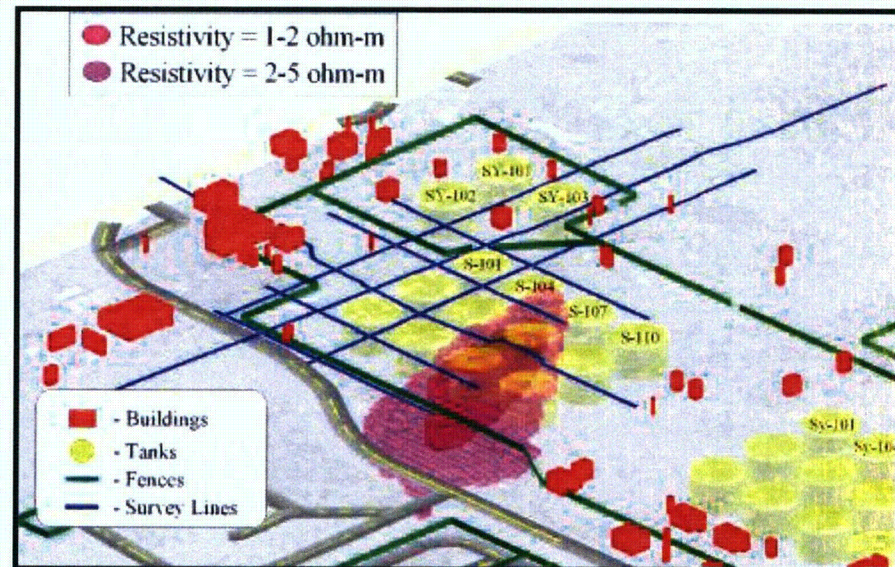 Resistivity = 1-2 ohm-m
Resistivity = 2-5 ohm-m
SY-101
SY-102
SY-103
S-101
S-104
S-107
S-110
Sy-101
- Buildings
- Tanks
- Fences
- Survey Lines